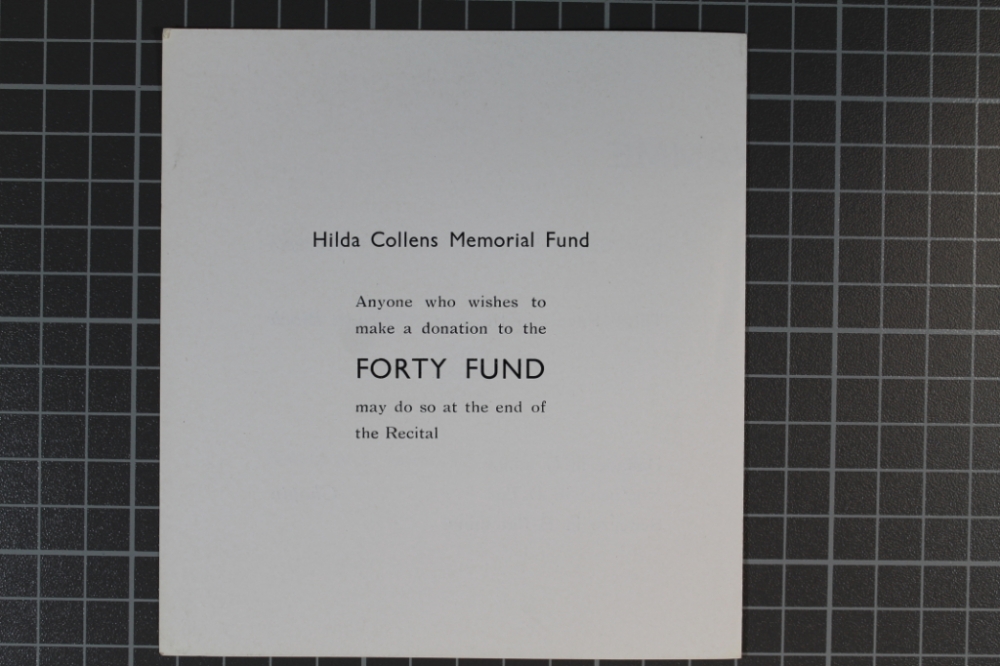 Hilda Collens Memorial Fund
Anyone who wishes to
make a donation to the
FORTY FUND
may do so at the end of
the Recital